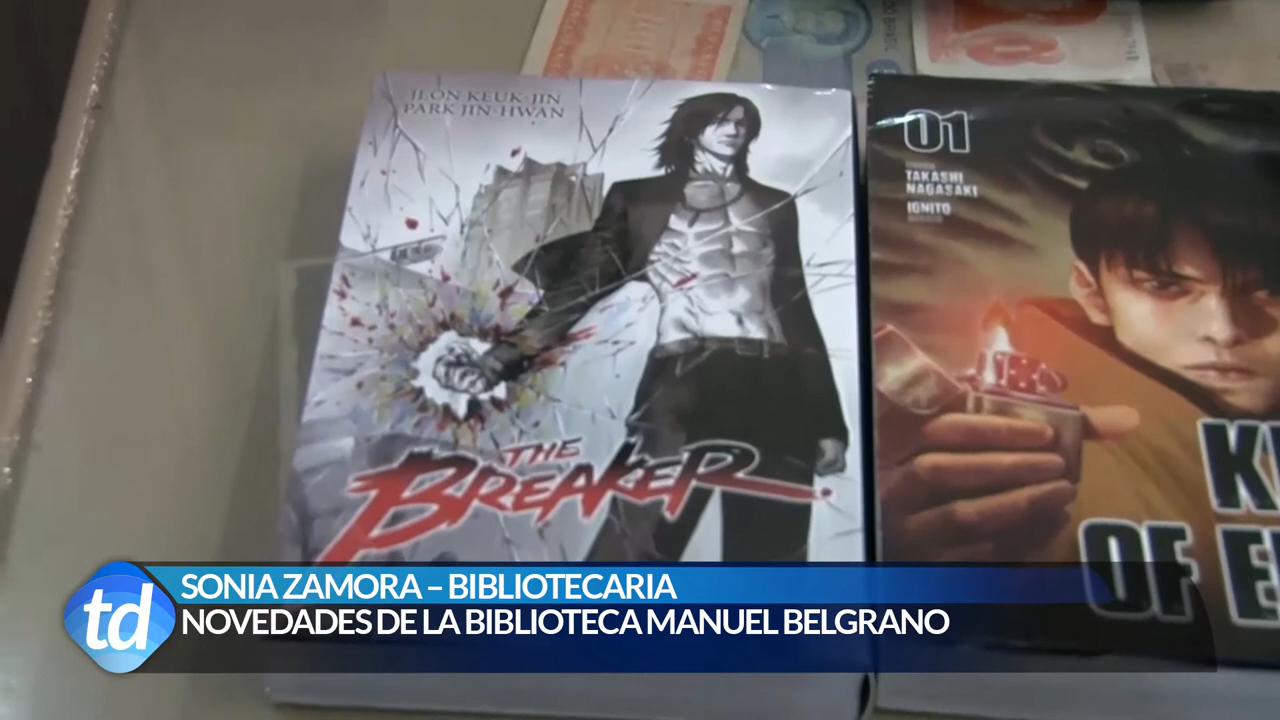 JEON KEUK-JIN
PARK JIN-HWAN
THE
BREAKER
01
TAKASHI
NAGASAKI
IGNITO
OF
td
SONIA ZAMORA – BIBLIOTECARIA
NOVEDADES DE LA BIBLIOTECA MANUEL BELGRANO